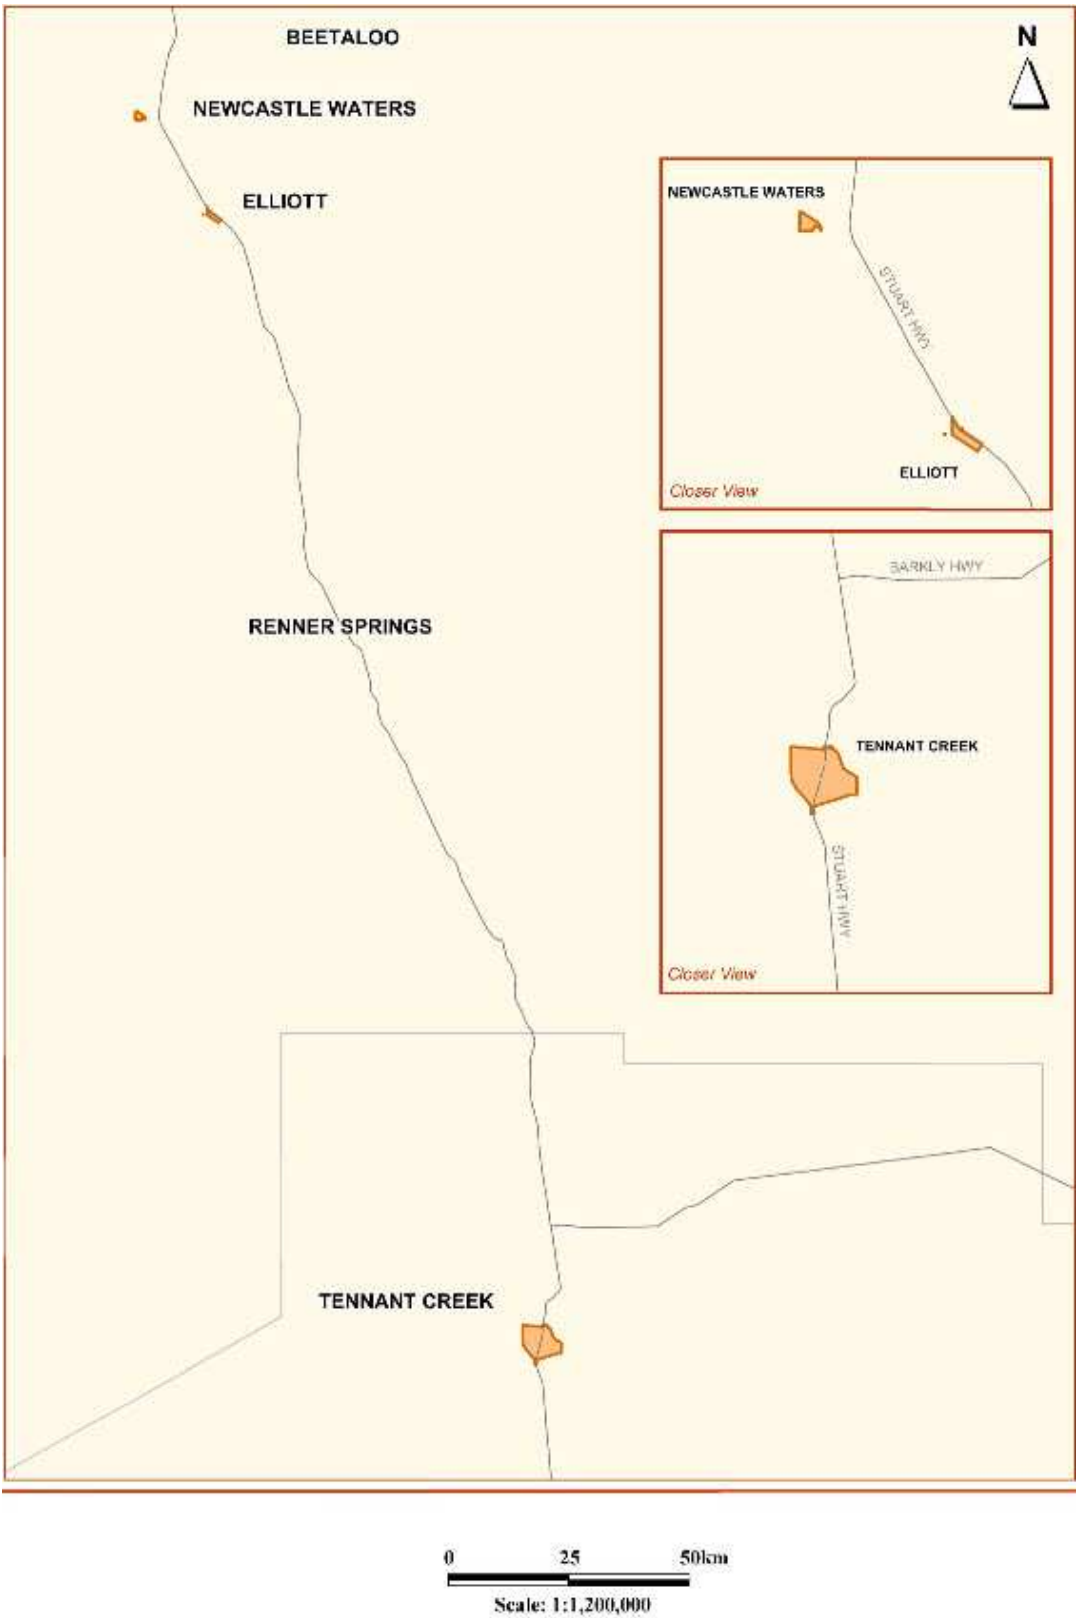 BEETALOO
N
NEWCASTLE WATERS
ELLIOTT
NEWCASTLE WATERS
STUART HWY
ELLIOTT
Closer View
BARKLY HWY
RENNER SPRINGS
TENNANT CREEK
STUART HWY
Closer View
TENNANT CREEK
0 25 50km
Scale: 1:1,200,000